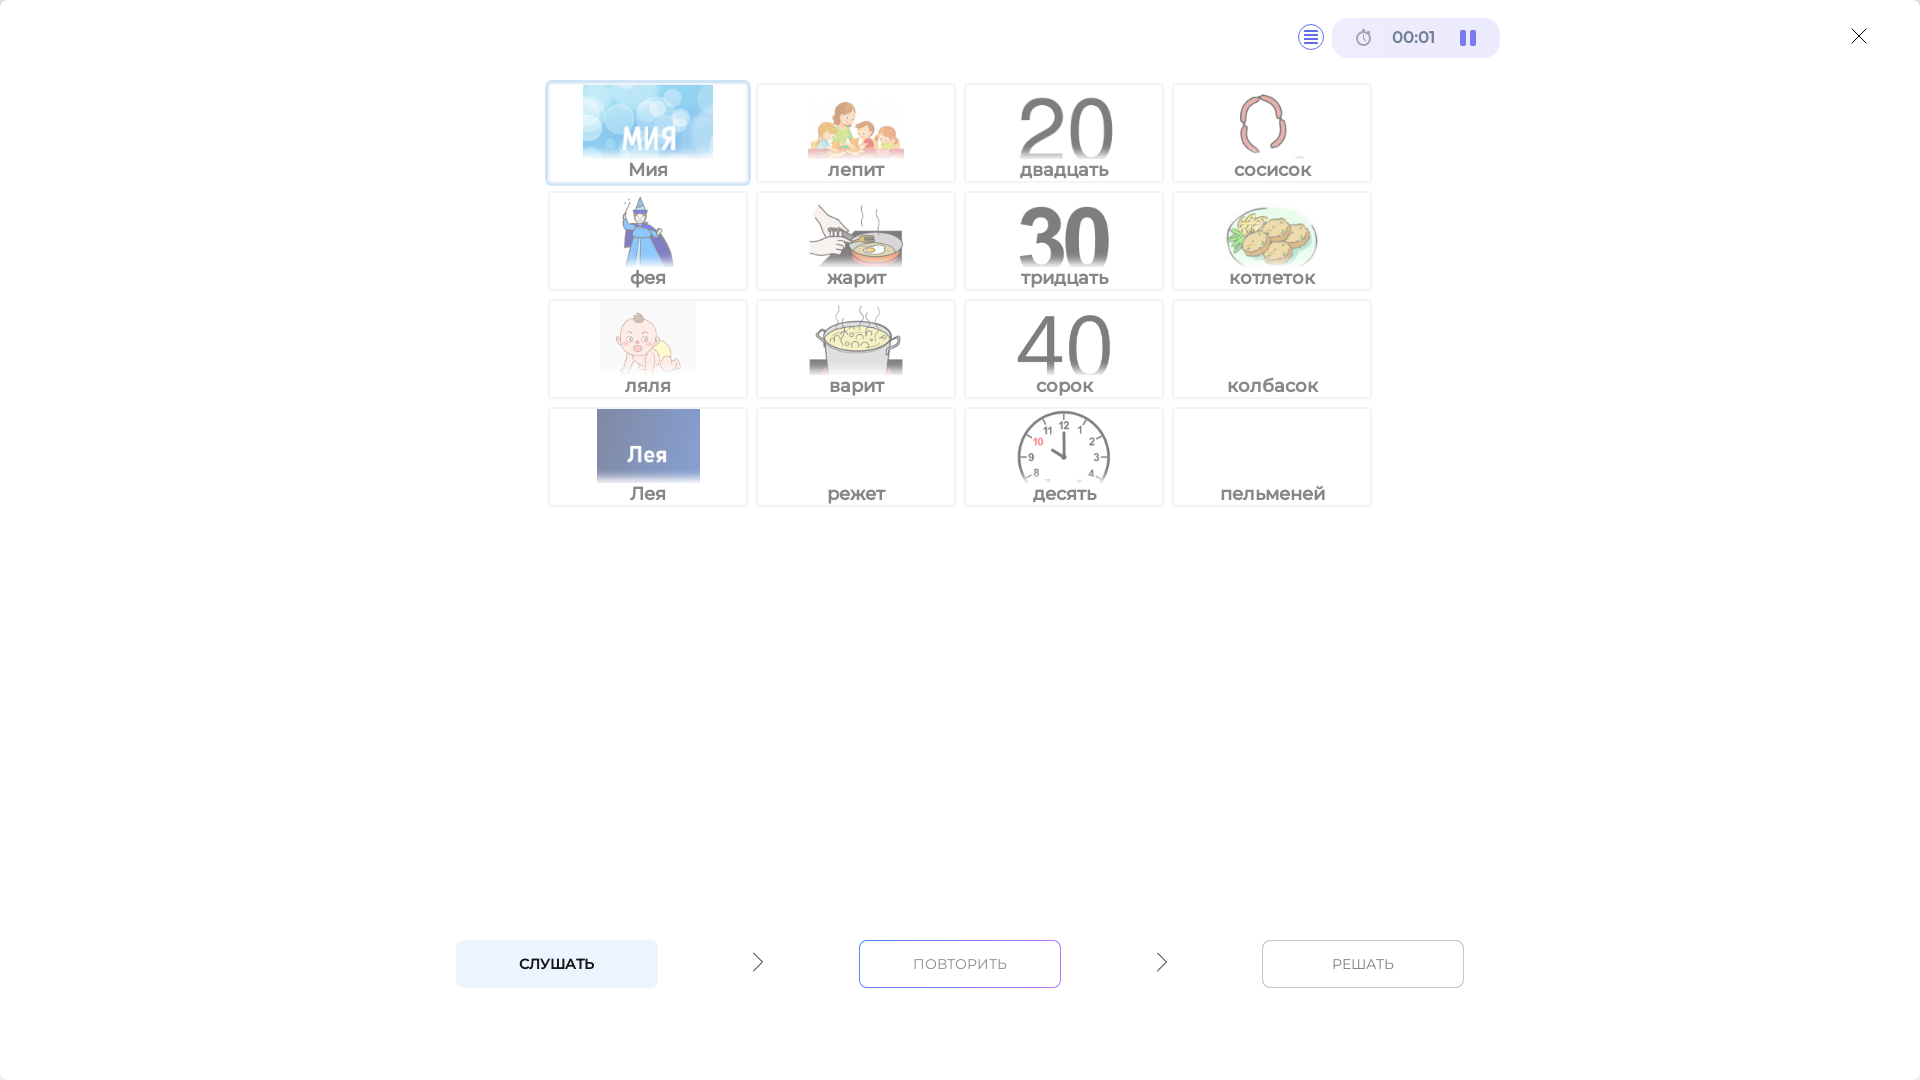 00:01
МИЯ
Мия
лепит
20
двадцать
сосисок
фея
жарит
30
тридцать
котлеток
ляля
варит
40
сорок
колбасок
Лея
Лея
режет
11 12 1
10 2
9 3
8 4
десять
пельменей
СЛУШАТЬ
ПОВТОРИТЬ
РЕШАТЬ